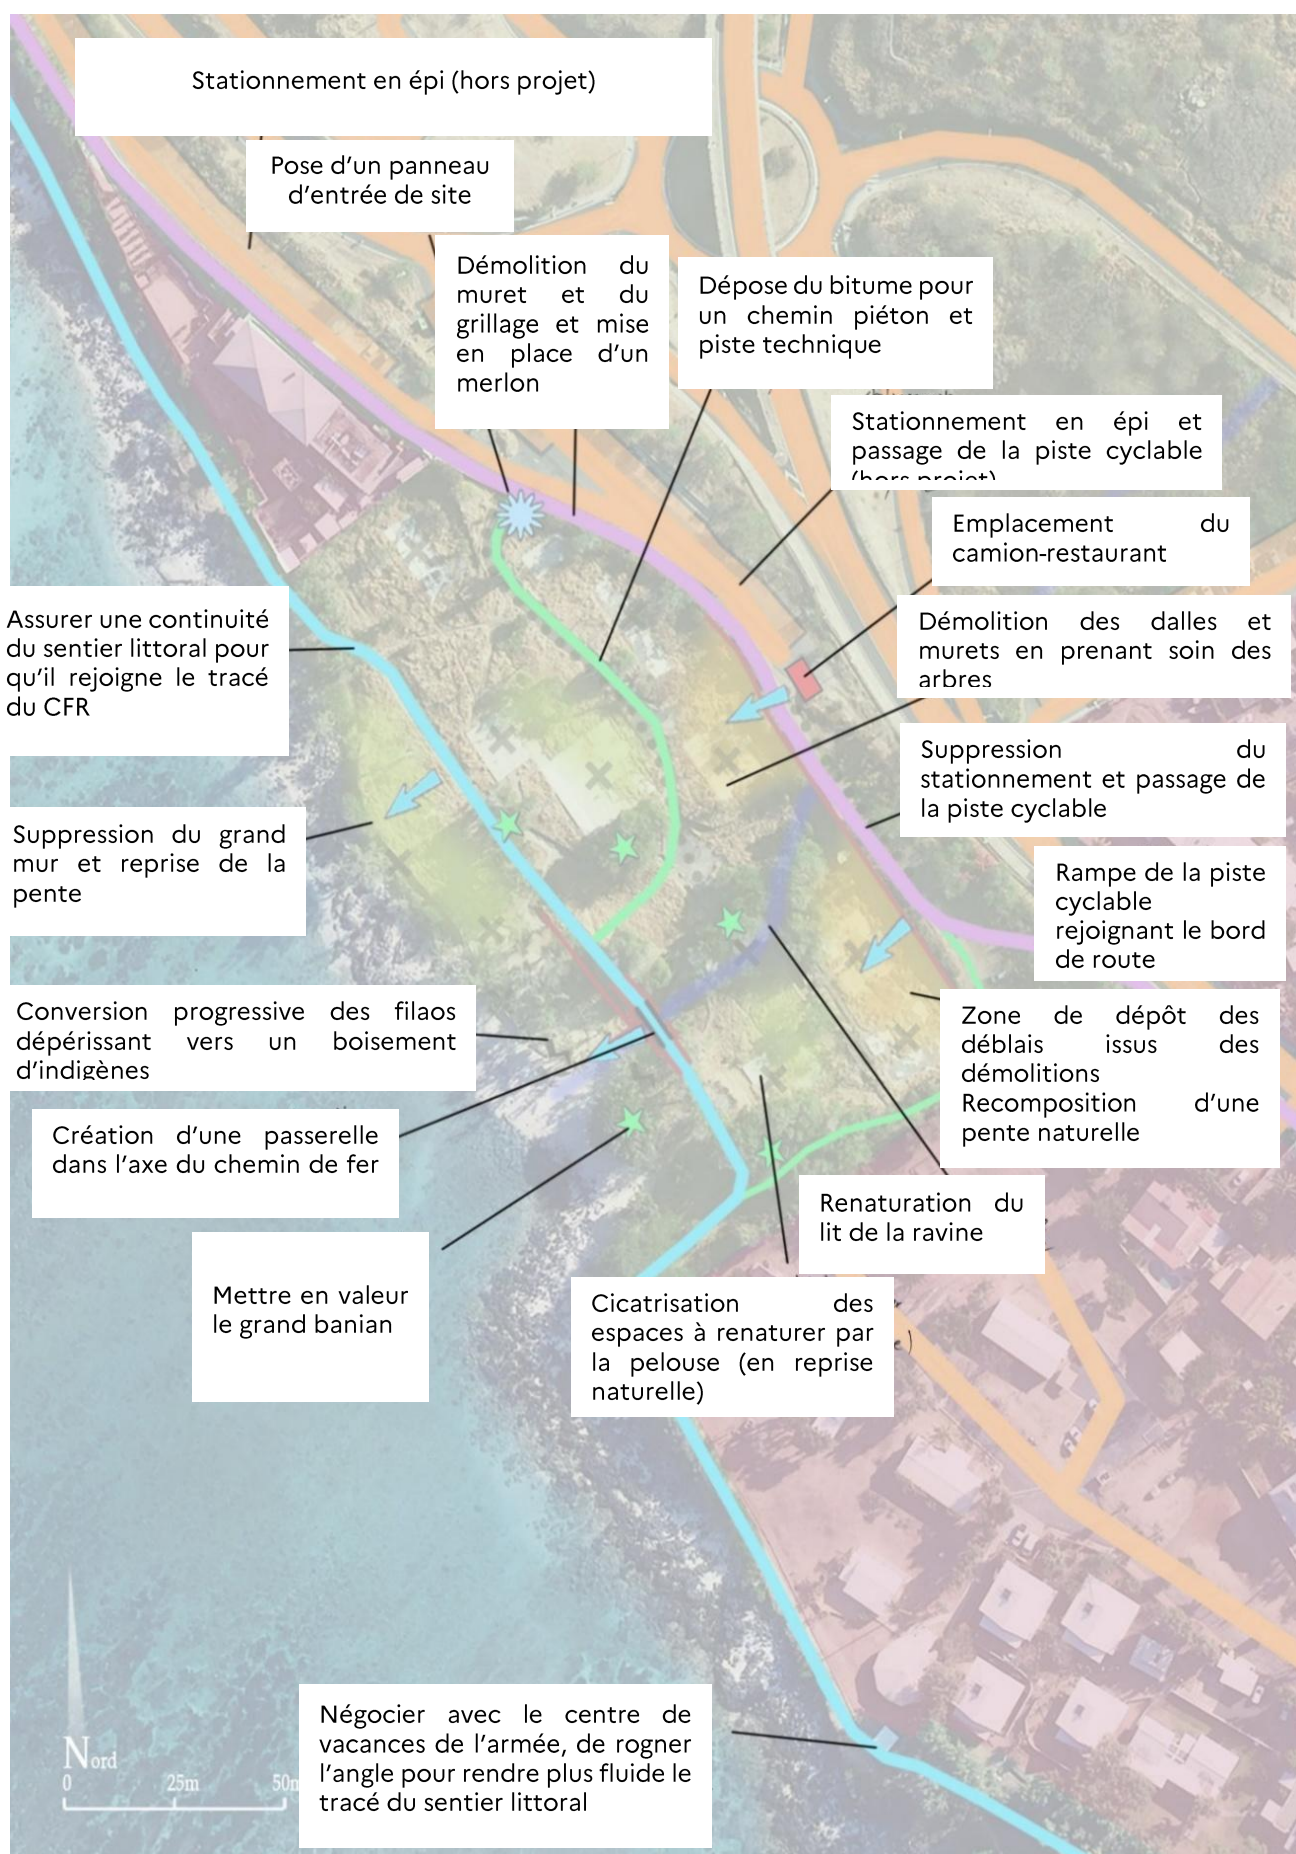 Stationnement en épi (hors projet)
Pose d'un panneau
d'entrée de site
Démolition du
muret et du
grillage et mise
en place d'un
merlon
Dépose du bitume pour
un chemin piéton et
piste technique
Stationnement en épi et
passage de la piste cyclable
(hors projet)
Emplacement du
camion-restaurant
Démolition des dalles et
murets en prenant soin des
arbres
Assurer une continuité
du sentier littoral pour
qu'il rejoigne le tracé
du CFR
Suppression du
stationnement et passage de
la piste cyclable
Suppression du grand
mur et reprise de la
pente
Rampe de la piste
cyclable
rejoignant le bord
de route
Conversion progressive des filaos
dépérissant vers un boisement
d'indigènes
Zone de dépôt des
déblais issus des
démolitions
Recomposition d'une
pente naturelle
Création d'une passerelle
dans l'axe du chemin de fer
Renaturation du
lit de la ravine
Mettre en valeur
le grand banian
Cicatrisation des
espaces à renaturer par
la pelouse (en reprise
naturelle)
Négocier avec le centre de
vacances de l'armée, de rogner
l'angle pour rendre plus fluide le
tracé du sentier littoral
Nord
0 25m 50m